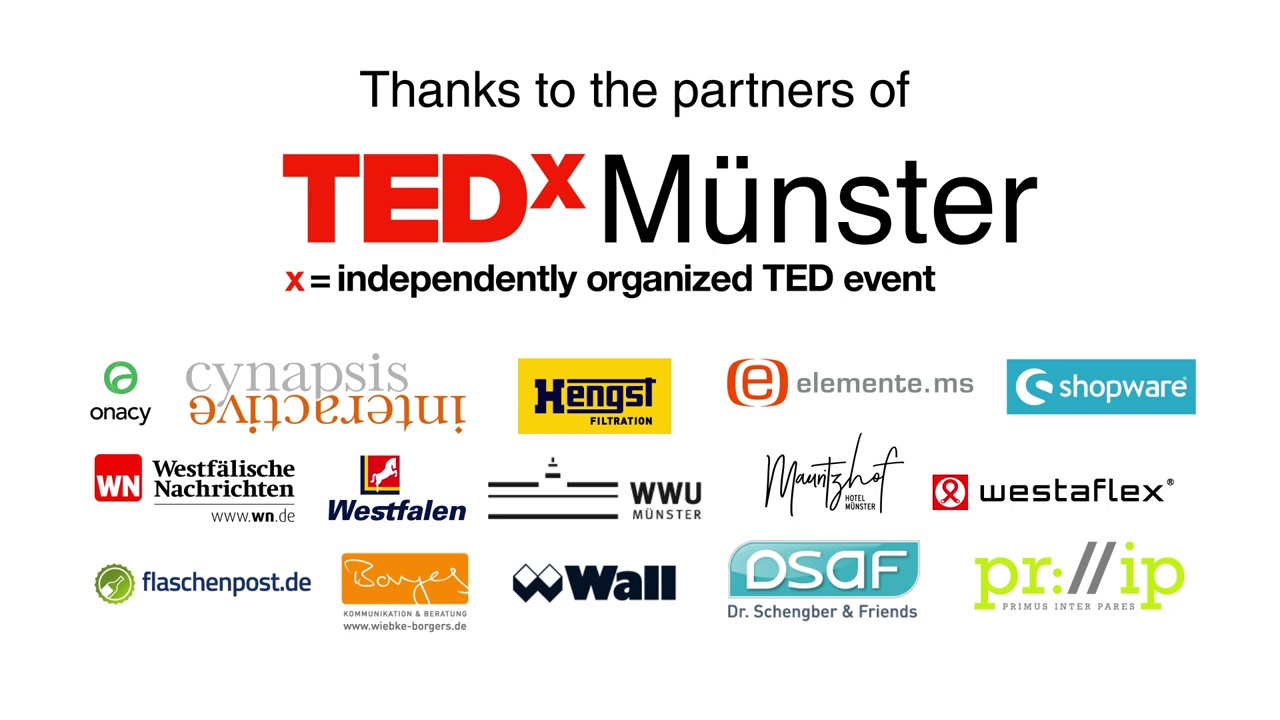 Thanks to the partners of
TEDx Münster
x = independently organized TED event
onacy
cynapsis
interactive
Hengst
FILTRATION
elemente.ms
shopware
WN Westfälische
Nachrichten
www.wn.de
Westfalen
WWU
MÜNSTER
Mauritzhof
HOTEL
MÜNSTER
westaflex®
flaschenpost.de
Borges
KOMMUNIKATION & BERATUNG
www.wiebke-borgers.de
Wall
DSAF
Dr. Schengber & Friends
pr://ip
PRIMUS INTER PARES